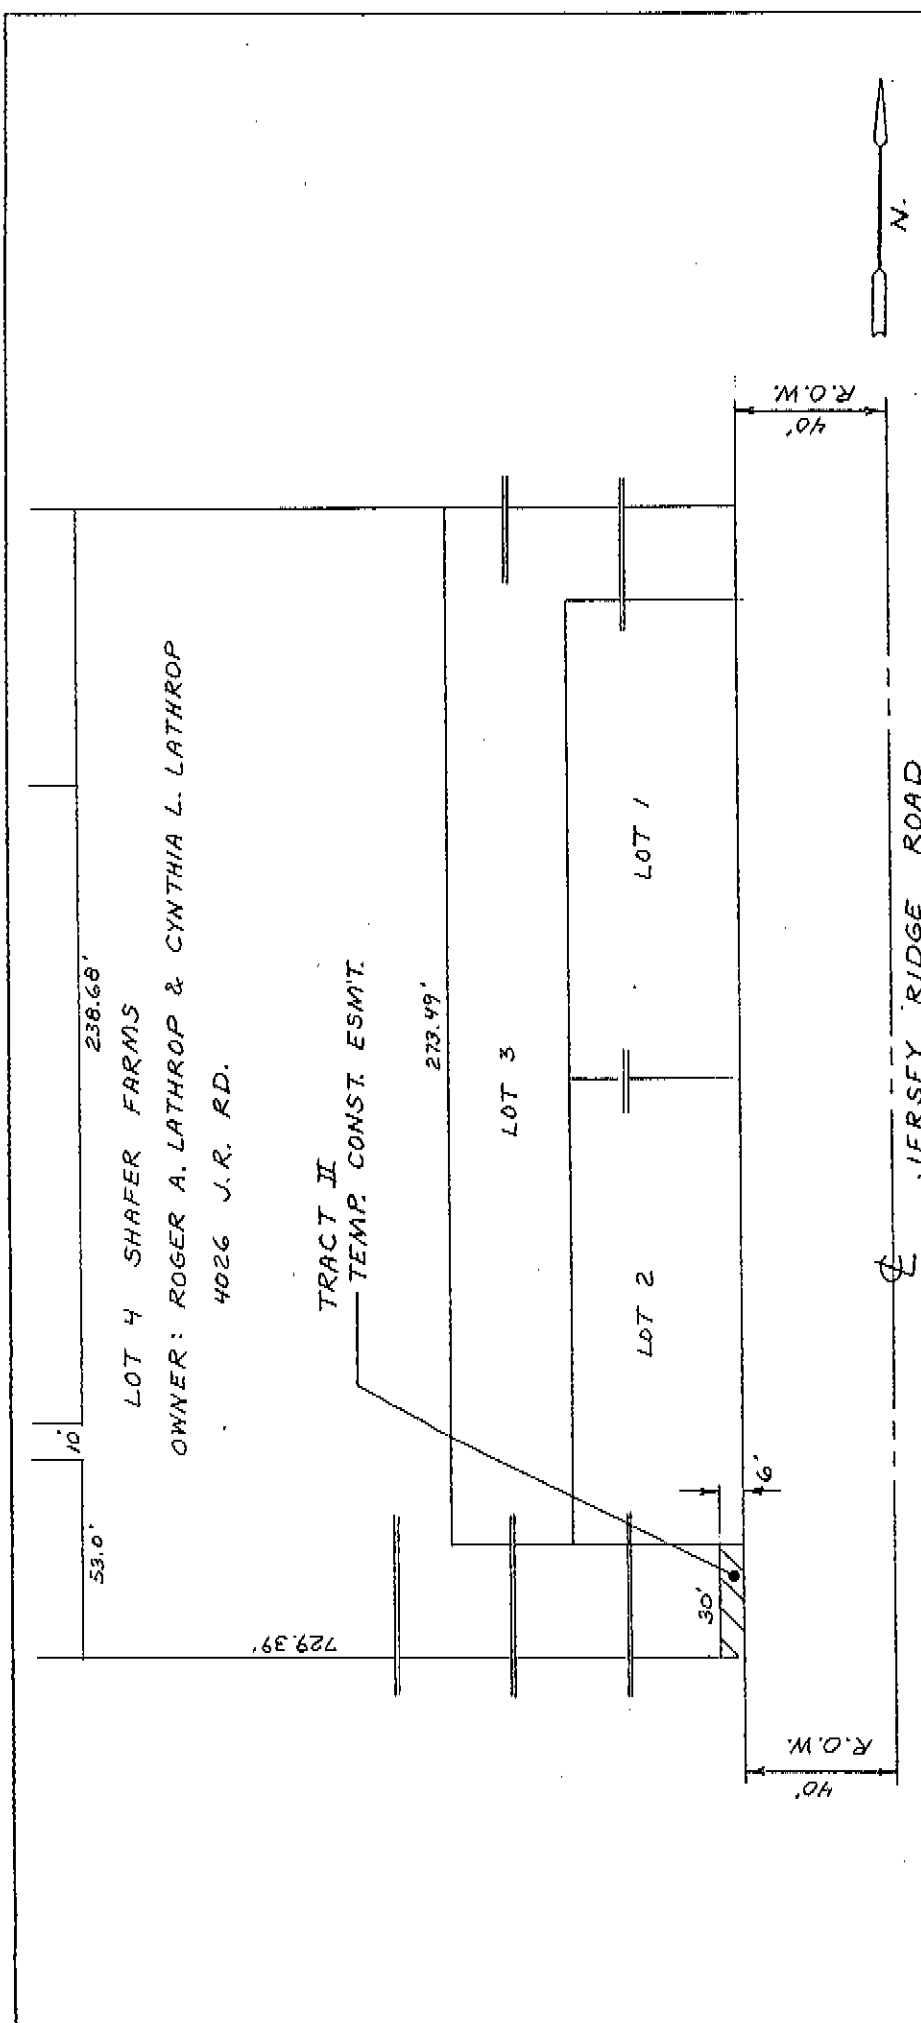 238.68'
10'
53.0'
LOT 4 SHAFER FARMS
OWNER: ROGER A. LATHROP & CYNTHIA L. LATHROP
4026 J.R. RD.
729.39'
TRACT II
TEMP. CONST. ESM'T.
273.49'
LOT 3
LOT 2
LOT 1
30'
6'
40'
R.O.W.
40'
R.O.W.
N.
℄
JERSEY RIDGE ROAD